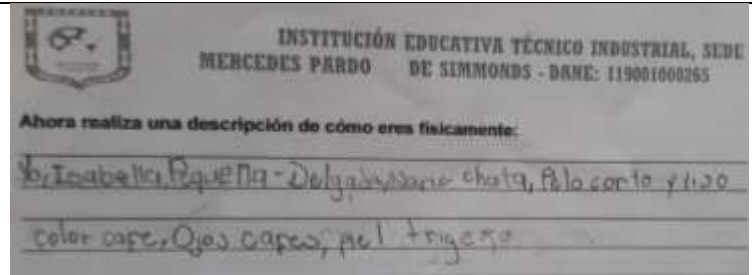 INSTITUCIÓN EDUCATIVA TÉCNICO INDUSTRIAL, SEDE
MERCEDES PARDO DE SIMMONDS - DANE: 119001000265
Ahora realiza una descripción de cómo eres físicamente:
Yo, Isabella, Pequeña - Delgada, Nariz chata, Pelo corto y liso
color cafe, Ojos cafes, piel trigeña